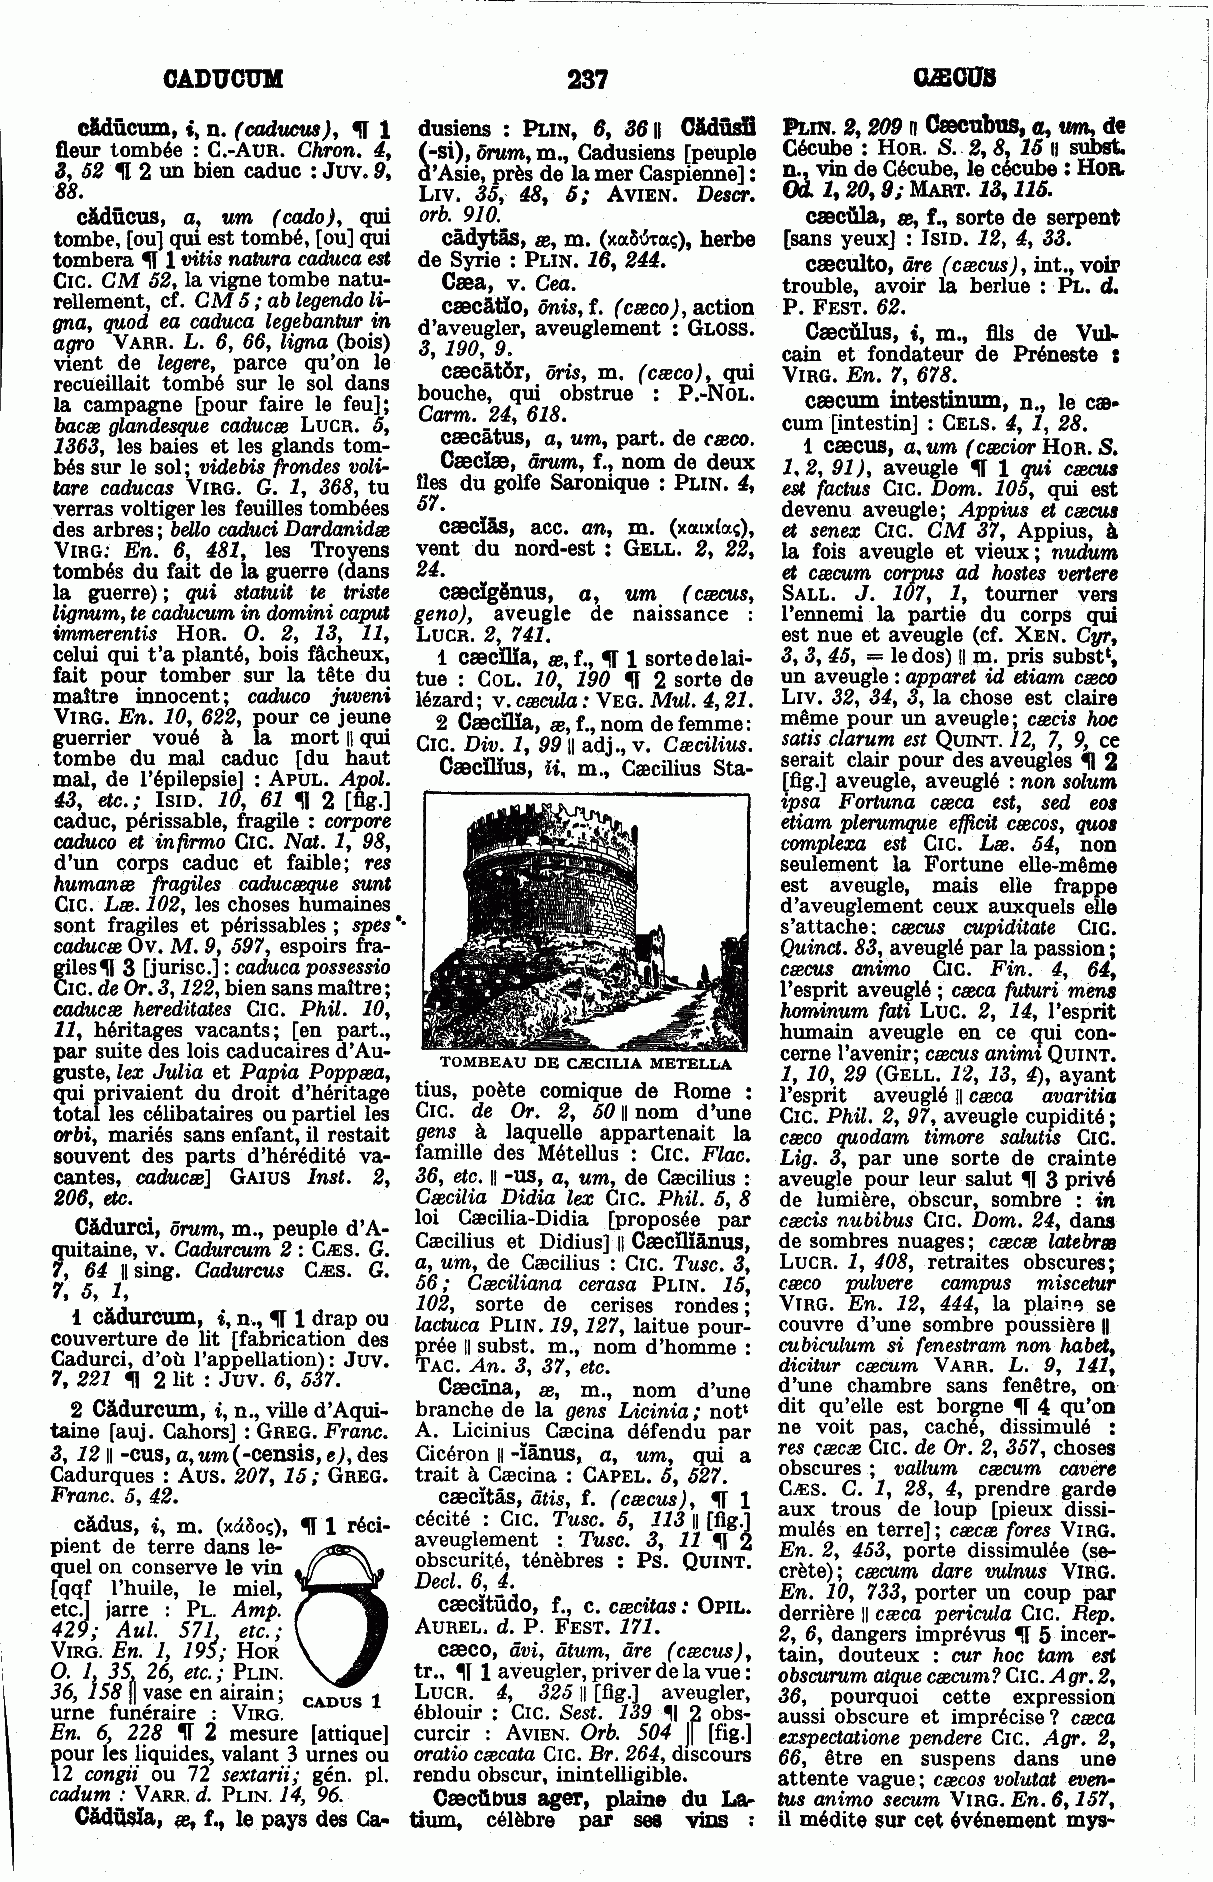 CADUCUM
237
CÆCUS
cădūcum, i, n. (caducus), ¶ 1
fleur tombée : C.-AUR. Chron. 4,
3, 52 ¶ 2 un bien caduc : JUV. 9,
88.
cădūcus, a, um (cado), qui
tombe, [ou] qui est tombé, [ou] qui
tombera ¶ 1 vitis natura caduca est
CIC. CM 52, la vigne tombe natu-
rellement, cf. CM 5 ; ab legendo li-
gna, quod ea caduca legebantur in
agro VARR. L. 6, 66, ligna (bois)
vient de legere, parce qu'on le
recueillait tombé sur le sol dans
la campagne [pour faire le feu];
bacæ glandesque caducæ LUCR. 5,
1363, les baies et les glands tom-
bés sur le sol; videbis frondes voli-
tare caducas VIRG. G. 1, 368, tu
verras voltiger les feuilles tombées
des arbres; bello caduci Dardanidæ
VIRG: En. 6, 481, les Troyens
tombés du fait de la guerre (dans
la guerre) ; qui statuit te triste
lignum, te caducum in domini caput
immerentis HOR. O. 2, 13, 11,
celui qui t'a planté, bois fâcheux,
fait pour tomber sur la tête du
maître innocent; caduco juveni
VIRG. En. 10, 622, pour ce jeune
guerrier voué à la mort || qui
tombe du mal caduc [du haut
mal, de l'épilepsie] : APUL. Apol.
43, etc.; ISID. 10, 61 ¶ 2 [fig.]
caduc, périssable, fragile : corpore
caduco et infirmo CIC. Nat. 1, 98,
d'un corps caduc et faible; res
humanæ fragiles caducæque sunt
CIC. Læ. 102, les choses humaines
sont fragiles et périssables ; spes
caducæ OV. M. 9, 597, espoirs fra-
giles ¶ 3 [jurisc.] : caduca possessio
CIC. de Or. 3, 122, bien sans maître;
caducæ hereditates CIC. Phil. 10,
11, héritages vacants; [en part.,
par suite des lois caducaires d'Au-
guste, lex Julia et Papia Poppæa,
qui privaient du droit d'héritage
total les célibataires ou partiel les
orbi, mariés sans enfant, il restait
souvent des parts d'hérédité va-
cantes, caducæ] GAIUS Inst. 2,
206, etc.
Cădurci, ōrum, m., peuple d'A-
quitaine, v. Cadurcum 2 : CÆS. G.
7, 64 || sing. Cadurcus CÆS. G.
7, 5, 1,
1 cădurcum, i, n., ¶ 1 drap ou
couverture de lit [fabrication des
Cadurci, d'où l'appellation] : JUV.
7, 221 ¶ 2 lit : JUV. 6, 537.
2 Cădurcum, i, n., ville d'Aqui-
taine [auj. Cahors] : GREG. Franc.
3, 12 || -cus, a, um (-censis, e), des
Cadurques : AUS. 207, 15 ; GREG.
Franc. 5, 42.
cădus, i, m. (κάδος), ¶ 1 réci-
pient de terre dans le-
quel on conserve le vin
[qqf l'huile, le miel,
etc.] jarre : PL. Amp.
429; Aul. 571, etc.;
VIRG. En. 1, 195; HOR
O. 1, 35, 26, etc.; PLIN.
36, 158 || vase en airain;
CADUS 1
urne funéraire : VIRG.
En. 6, 228 ¶ 2 mesure [attique]
pour les liquides, valant 3 urnes ou
12 congii ou 72 sextarii; gén. pl.
cadum : VARR. d. PLIN. 14, 96.
Cădūsĭa, æ, f., le pays des Ca-
dusiens : PLIN, 6, 36 || Cădūsĭi
(-si), ōrum, m., Cadusiens [peuple
d'Asie, près de la mer Caspienne] :
LIV. 35, 48, 5; AVIEN. Descr.
orb. 910.
cādytās, æ, m. (καδύτας), herbe
de Syrie : PLIN. 16, 244.
Cæa, v. Cea.
cæcātĭo, ōnis, f. (cæco), action
d'aveugler, aveuglement : GLOSS.
3, 190, 9.
cæcātŏr, ōris, m. (cæco), qui
bouche, qui obstrue : P.-NOL.
Carm. 24, 618.
cæcātus, a, um, part. de cæco.
Cæcĭæ, ārum, f., nom de deux
îles du golfe Saronique : PLIN. 4,
57.
cæcĭās, acc. an, m. (καικίας),
vent du nord-est : GELL. 2, 22,
24.
cæcĭgĕnus, a, um (cæcus,
geno), aveugle de naissance :
LUCR. 2, 741.
1 cæcĭlĭa, æ, f., ¶ 1 sorte de lai-
tue : COL. 10, 190 ¶ 2 sorte de
lézard; v. cæcula : VEG. Mul. 4, 21.
2 Cæcĭlĭa, æ, f., nom de femme:
CIC. Div. 1, 99 || adj., v. Cæcilius.
Cæcĭlĭus, ii, m., Cæcilius Sta-
TOMBEAU DE CÆCILIA METELLA
tius, poète comique de Rome :
CIC. de Or. 2, 50 || nom d'une
gens à laquelle appartenait la
famille des Métellus : CIC. Flac.
36, etc. || -us, a, um, de Cæcilius :
Cæcilia Didia lex CIC. Phil. 5, 8
loi Cæcilia-Didia [proposée par
Cæcilius et Didius] || Cæcĭlĭānus,
a, um, de Cæcilius : CIC. Tusc. 3,
56 ; Cæciliana cerasa PLIN. 15,
102, sorte de cerises rondes ;
lactuca PLIN. 19, 127, laitue pour-
prée || subst. m., nom d'homme :
TAC. An. 3, 37, etc.
Cæcīna, æ, m., nom d'une
branche de la gens Licinia; nott
A. Licinius Cæcina défendu par
Cicéron || -ĭānus, a, um, qui a
trait à Cæcina : CAPEL. 5, 527.
cæcĭtās, ātis, f. (cæcus), ¶ 1
cécité : CIC. Tusc. 5, 113 || [fig.]
aveuglement : Tusc. 3, 11 ¶ 2
obscurité, ténèbres : PS. QUINT.
Decl. 6, 4.
cæcĭtūdo, f., c. cæcitas : OPIL.
AUREL. d. P. FEST. 171.
cæco, āvi, ātum, āre (cæcus),
tr., ¶ 1 aveugler, priver de la vue :
LUCR. 4, 325 || [fig.] aveugler,
éblouir : CIC. Sest. 139 ¶ 2 obs-
curcir : AVIEN. Orb. 504 || [fig.]
oratio cæcata CIC. Br. 264, discours
rendu obscur, inintelligible.
Cæcŭbus ager, plaine du La-
tium, célèbre par ses vins :
PLIN. 2, 209 || Cæcubus, a, um, de
Cécube : HOR. S. 2, 8, 15 || subst.
n., vin de Cécube, le cécube : HOR.
Od. 1, 20, 9 ; MART. 13, 115.
cæcŭla, æ, f., sorte de serpent
[sans yeux] : ISID. 12, 4, 33.
cæculto, āre (cæcus), int., voir
trouble, avoir la berlue : PL. d.
P. FEST. 62.
Cæcŭlus, i, m., fils de Vul-
cain et fondateur de Préneste :
VIRG. En. 7, 678.
cæcum intestinum, n., le cæ-
cum [intestin] : CELS. 4, 1, 28.
1 cæcus, a, um (cæcior HOR. S.
1, 2, 91), aveugle ¶ 1 qui cæcus
est factus CIC. Dom. 105, qui est
devenu aveugle; Appius et cæcus
et senex CIC. CM 37, Appius, à
la fois aveugle et vieux; nudum
et cæcum corpus ad hostes vertere
SALL. J. 107, 1, tourner vers
l'ennemi la partie du corps qui
est nue et aveugle (cf. XEN. Cyr,
3, 3, 45, = le dos) || m. pris substt,
un aveugle : apparet id etiam cæco
LIV. 32, 34, 3, la chose est claire
même pour un aveugle; cæcis hoc
satis clarum est QUINT. 12, 7, 9, ce
serait clair pour des aveugles ¶ 2
[fig.] aveugle, aveuglé : non solum
ipsa Fortuna cæca est, sed eos
etiam plerumque efficit cæcos, quos
complexa est CIC. Læ. 54, non
seulement la Fortune elle-même
est aveugle, mais elle frappe
d'aveuglement ceux auxquels elle
s'attache: cæcus cupiditate CIC.
Quinct. 83, aveuglé par la passion;
cæcus animo CIC. Fin. 4, 64,
l'esprit aveuglé ; cæca futuri mens
hominum fati LUC. 2, 14, l'esprit
humain aveugle en ce qui con-
cerne l'avenir; cæcus animi QUINT.
1, 10, 29 (GELL. 12, 13, 4), ayant
l'esprit aveuglé || cæca avaritia
CIC. Phil. 2, 97, aveugle cupidité ;
cæco quodam timore salutis CIC.
Lig. 3, par une sorte de crainte
aveugle pour leur salut ¶ 3 privé
de lumière, obscur, sombre : in
cæcis nubibus CIC. Dom. 24, dans
de sombres nuages; cæcæ latebræ
LUCR. 1, 408, retraites obscures;
cæco pulvere campus miscetur
VIRG. En. 12, 444, la plaine se
couvre d'une sombre poussière ||
cubiculum si fenestram non habet,
dicitur cæcum VARR. L. 9, 141,
d'une chambre sans fenêtre, on
dit qu'elle est borgne ¶ 4 qu'on
ne voit pas, caché, dissimulé :
res cæcæ CIC. de Or. 2, 357, choses
obscures ; vallum cæcum cavere
CÆS. C. 1, 28, 4, prendre garde
aux trous de loup [pieux dissi-
mulés en terre] ; cæcæ fores VIRG.
En. 2, 453, porte dissimulée (se-
crète); cæcum dare vulnus VIRG.
En. 10, 733, porter un coup par
derrière || cæca pericula CIC. Rep.
2, 6, dangers imprévus ¶ 5 incer-
tain, douteux : cur hoc tam est
obscurum atque cæcum? CIC. Agr. 2,
36, pourquoi cette expression
aussi obscure et imprécise ? cæca
exspectatione pendere CIC. Agr. 2,
66, être en suspens dans une
attente vague; cæcos volutat even-
tus animo secum VIRG. En. 6, 157,
il médite sur cet événement mys-